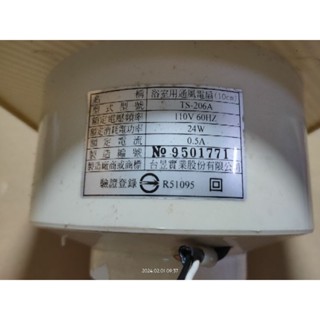 名 稱 浴室用通風電扇(10cm)
型 式 型 號 TS-206A
額定電壓頻率 110V 60HZ
額定消耗電功率 24W
額 定 電 流 0.5A
製 造 編 號 № 9501771
製造廠商或商標 台昱實業股份有限公司
驗證登錄 R51095
2024/02/01 09:37